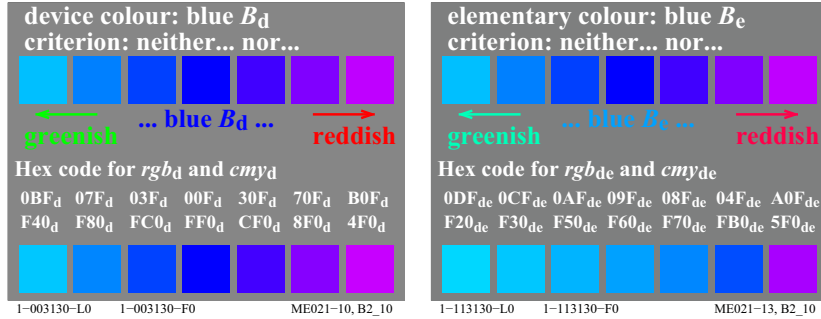 device colour: blue Bd
criterion: neither... nor...
... blue Bd ...
greenish
reddish
Hex code for rgbd and cmyd
0BFd 07Fd 03Fd 00Fd 30Fd 70Fd B0Fd
F40d F80d FC0d FF0d CF0d 8F0d 4F0d
1−003130−L0 1−003130−F0 ME021−10, B2_10
elementary colour: blue Be
criterion: neither... nor...
... blue Be ...
greenish
reddish
Hex code for rgbde and cmyde
0DFde 0CFde 0AFde 09Fde 08Fde 04Fde A0Fde
F20de F30de F50de F60de F70de FB0de 5F0de
1−113130−L0 1−113130−F0 ME021−13, B2_10